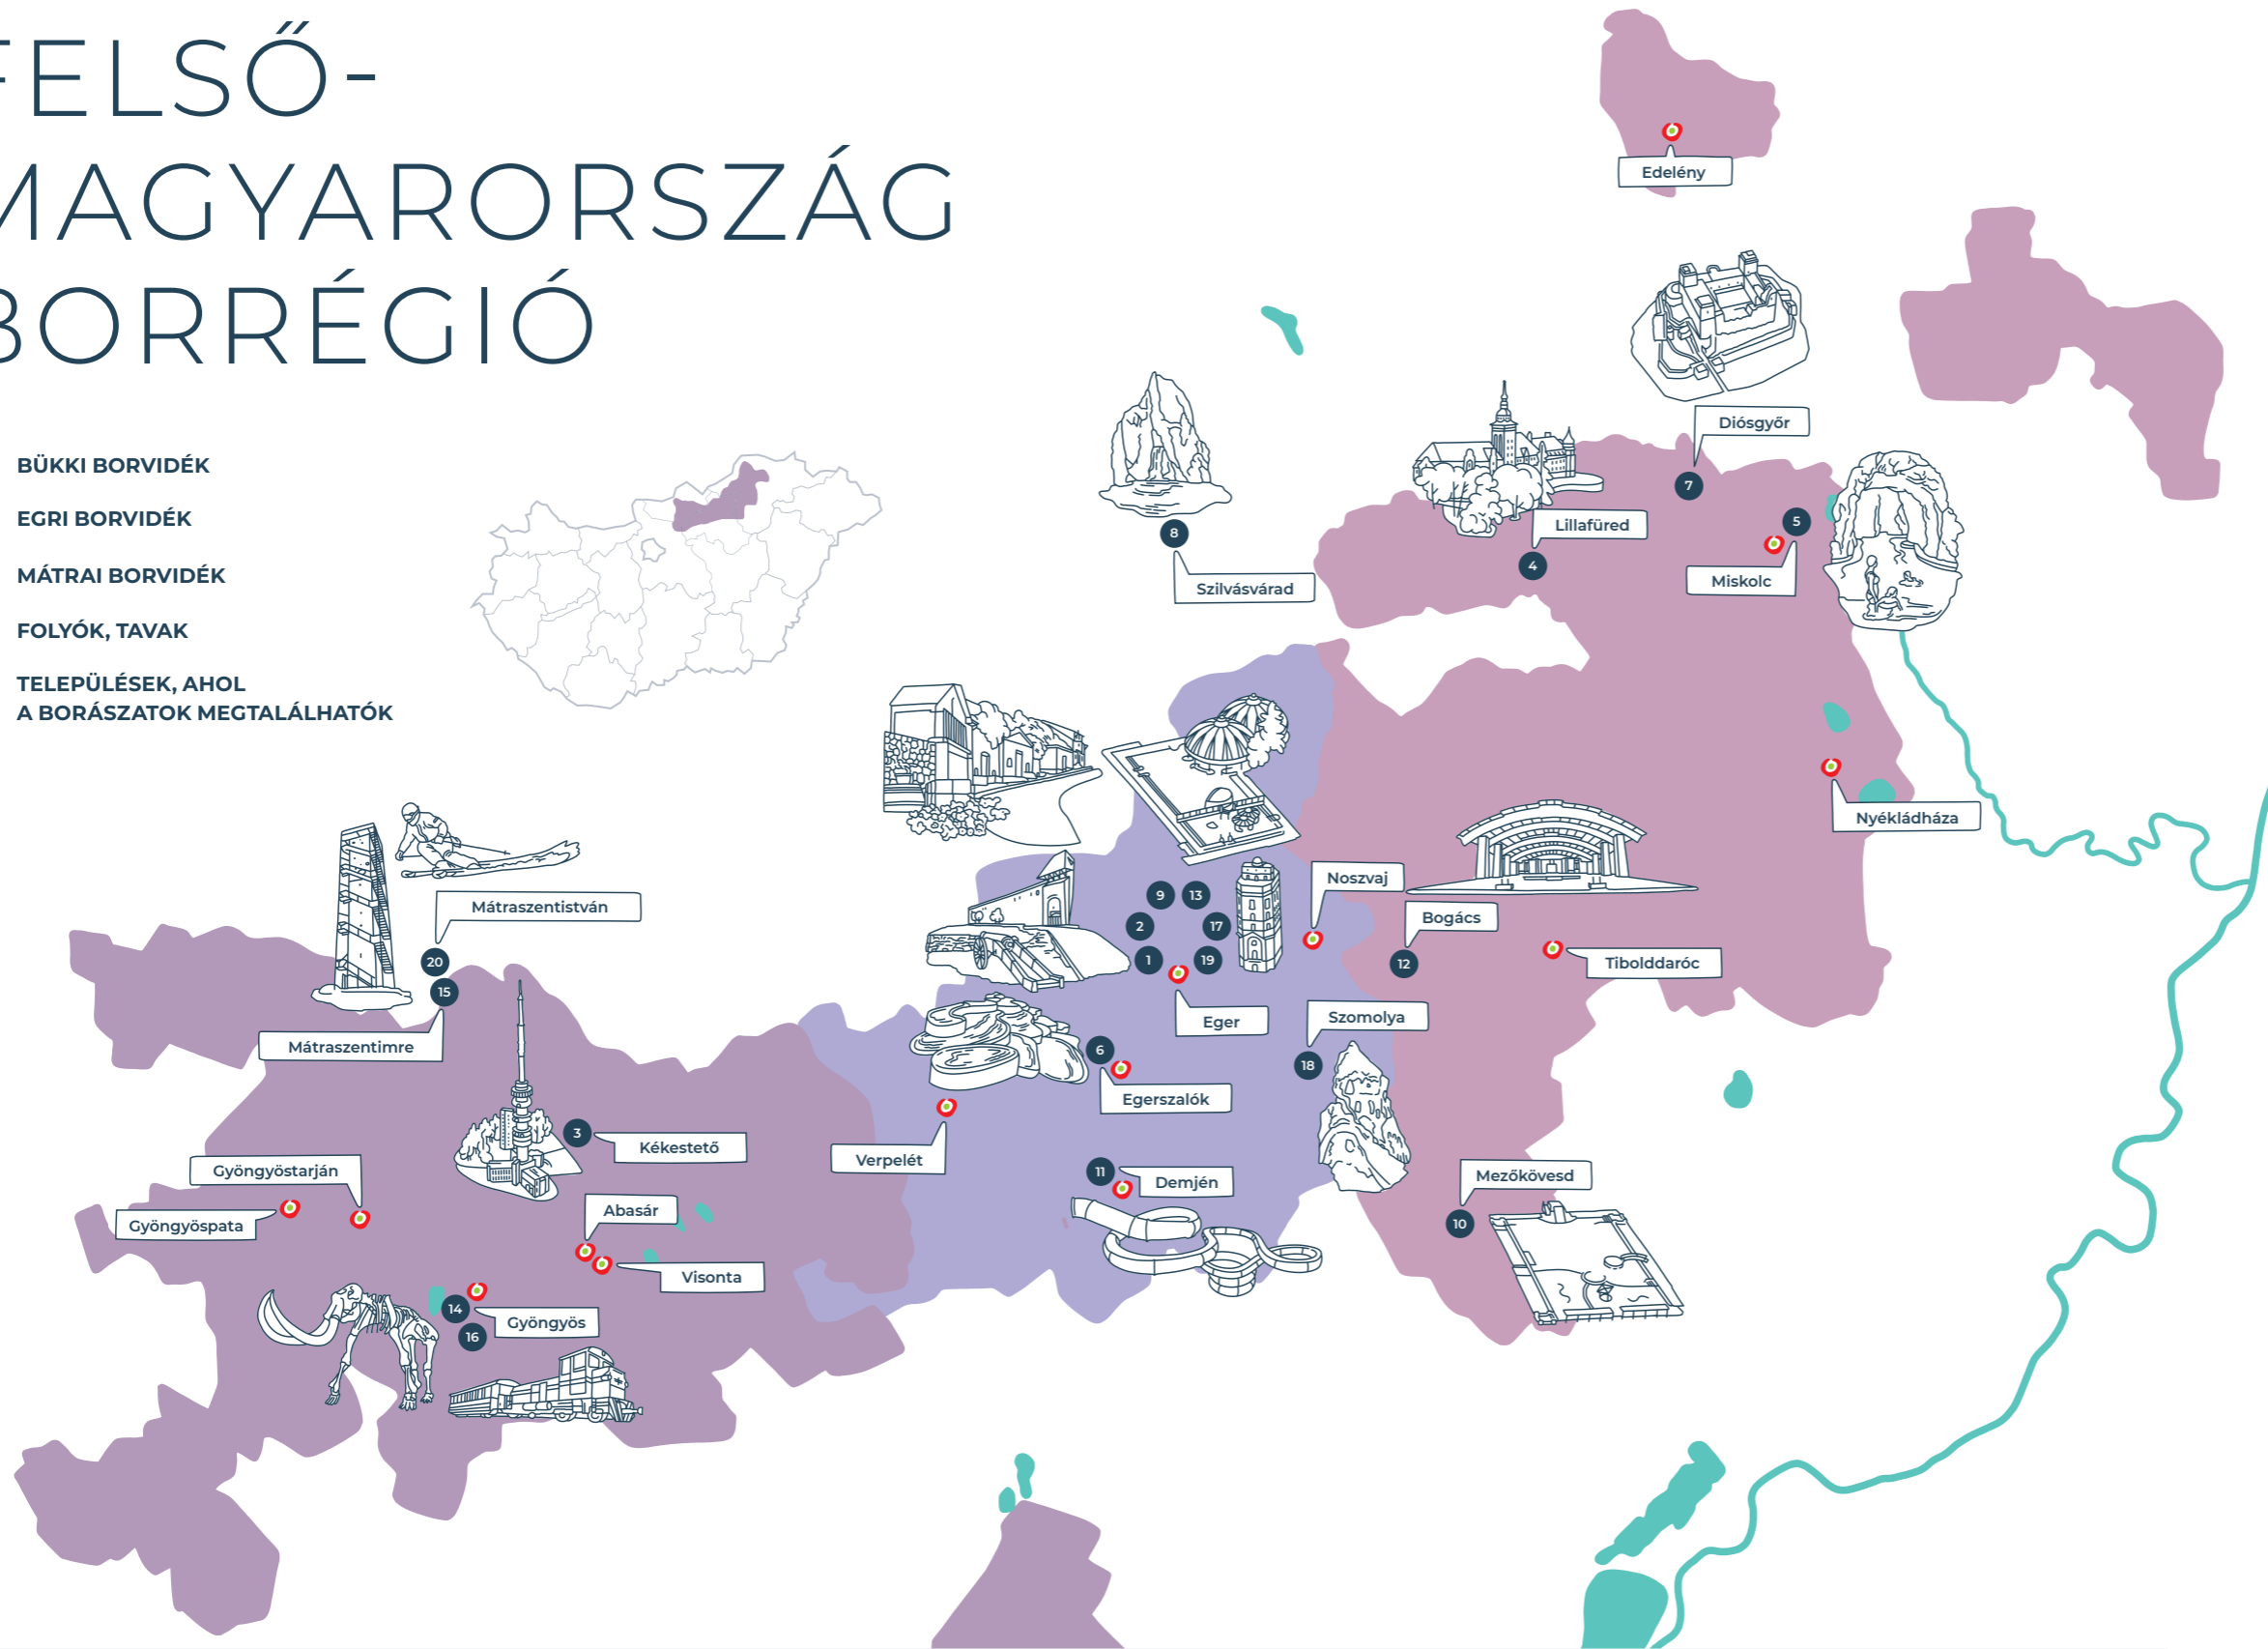 FELSŐ-
MAGYARORSZÁG
BORRÉGIÓ
BÜKKI BORVIDÉK
EGRI BORVIDÉK
MÁTRAI BORVIDÉK
FOLYÓK, TAVAK
TELEPÜLÉSEK, AHOL
A BORÁSZATOK MEGTALÁLHATÓK
Edelény
Diósgyőr
7
5
Lillafüred
8
4
Miskolc
Szilvásvárad
Nyékládháza
Noszvaj
9
13
Mátraszentistván
Bogács
2
17
20
1
19
12
Tibolddaróc
15
Eger
Szomolya
Mátraszentimre
6
18
Egerszalók
3
Kékestető
Verpelét
Gyöngyöstarján
11
Demjén
Mezőkövesd
Abasár
Gyöngyöspata
10
Visonta
14
Gyöngyös
16